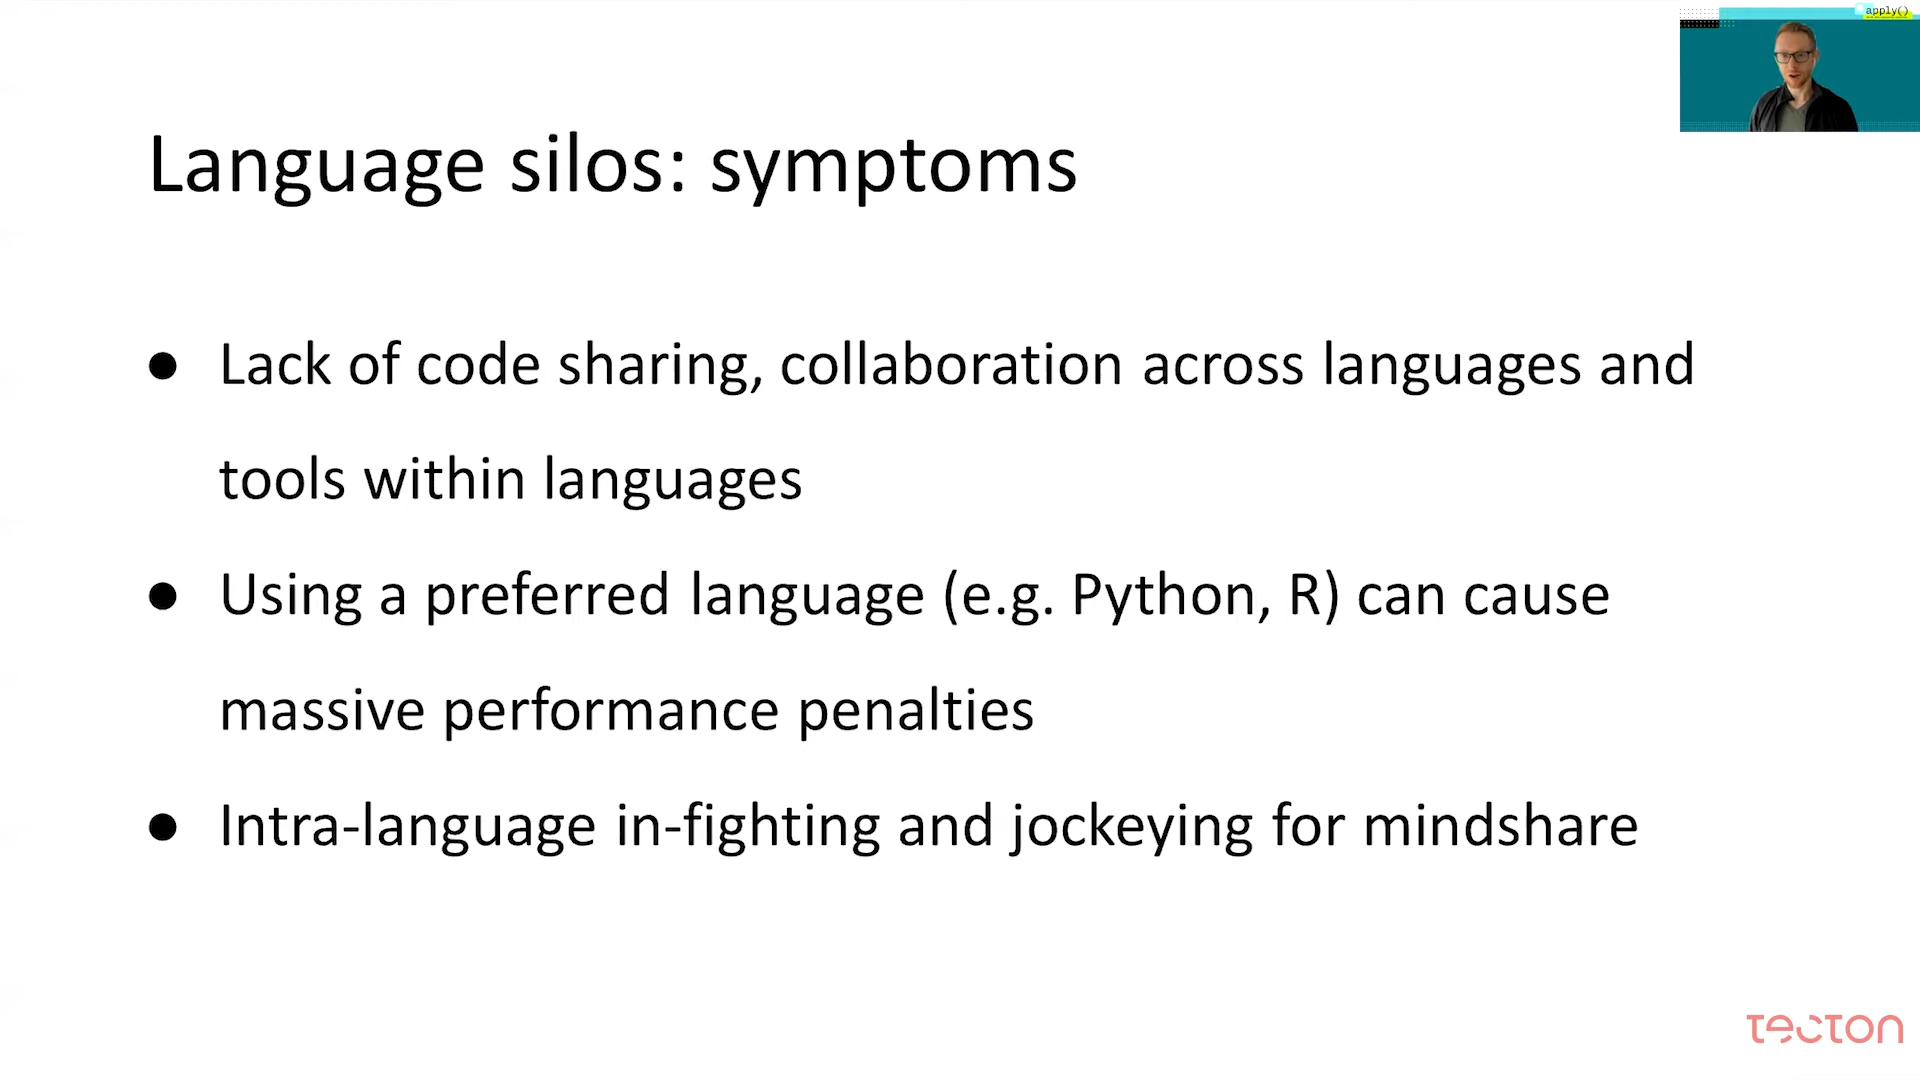 apply()
Language silos: symptoms
● Lack of code sharing, collaboration across languages and
tools within languages
● Using a preferred language (e.g. Python, R) can cause
massive performance penalties
● Intra-language in-fighting and jockeying for mindshare
tecton